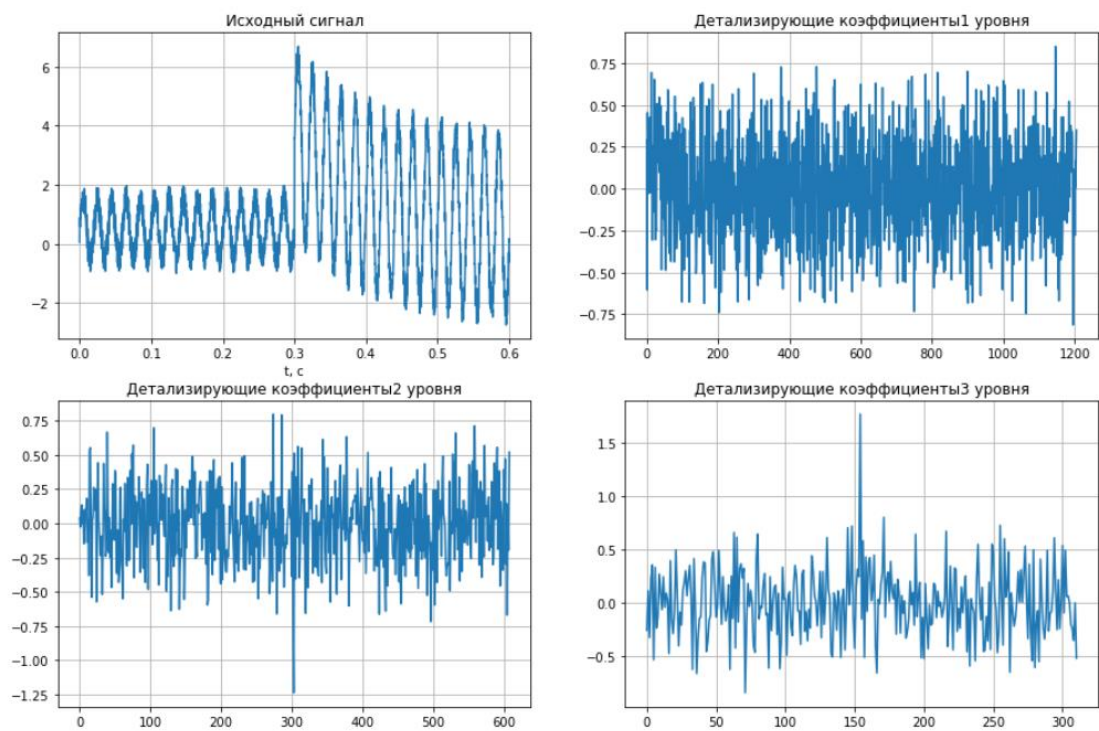 Исходный сигнал
6
4
2
0
−2
0.0 0.1 0.2 0.3 0.4 0.5 0.6
t, c
Детализирующие коэффициенты1 уровня
0.75
0.50
0.25
0.00
−0.25
−0.50
−0.75
0 200 400 600 800 1000 1200
Детализирующие коэффициенты2 уровня
0.75
0.50
0.25
0.00
−0.25
−0.50
−0.75
−1.00
−1.25
0 100 200 300 400 500 600
Детализирующие коэффициенты3 уровня
1.5
1.0
0.5
0.0
−0.5
0 50 100 150 200 250 300